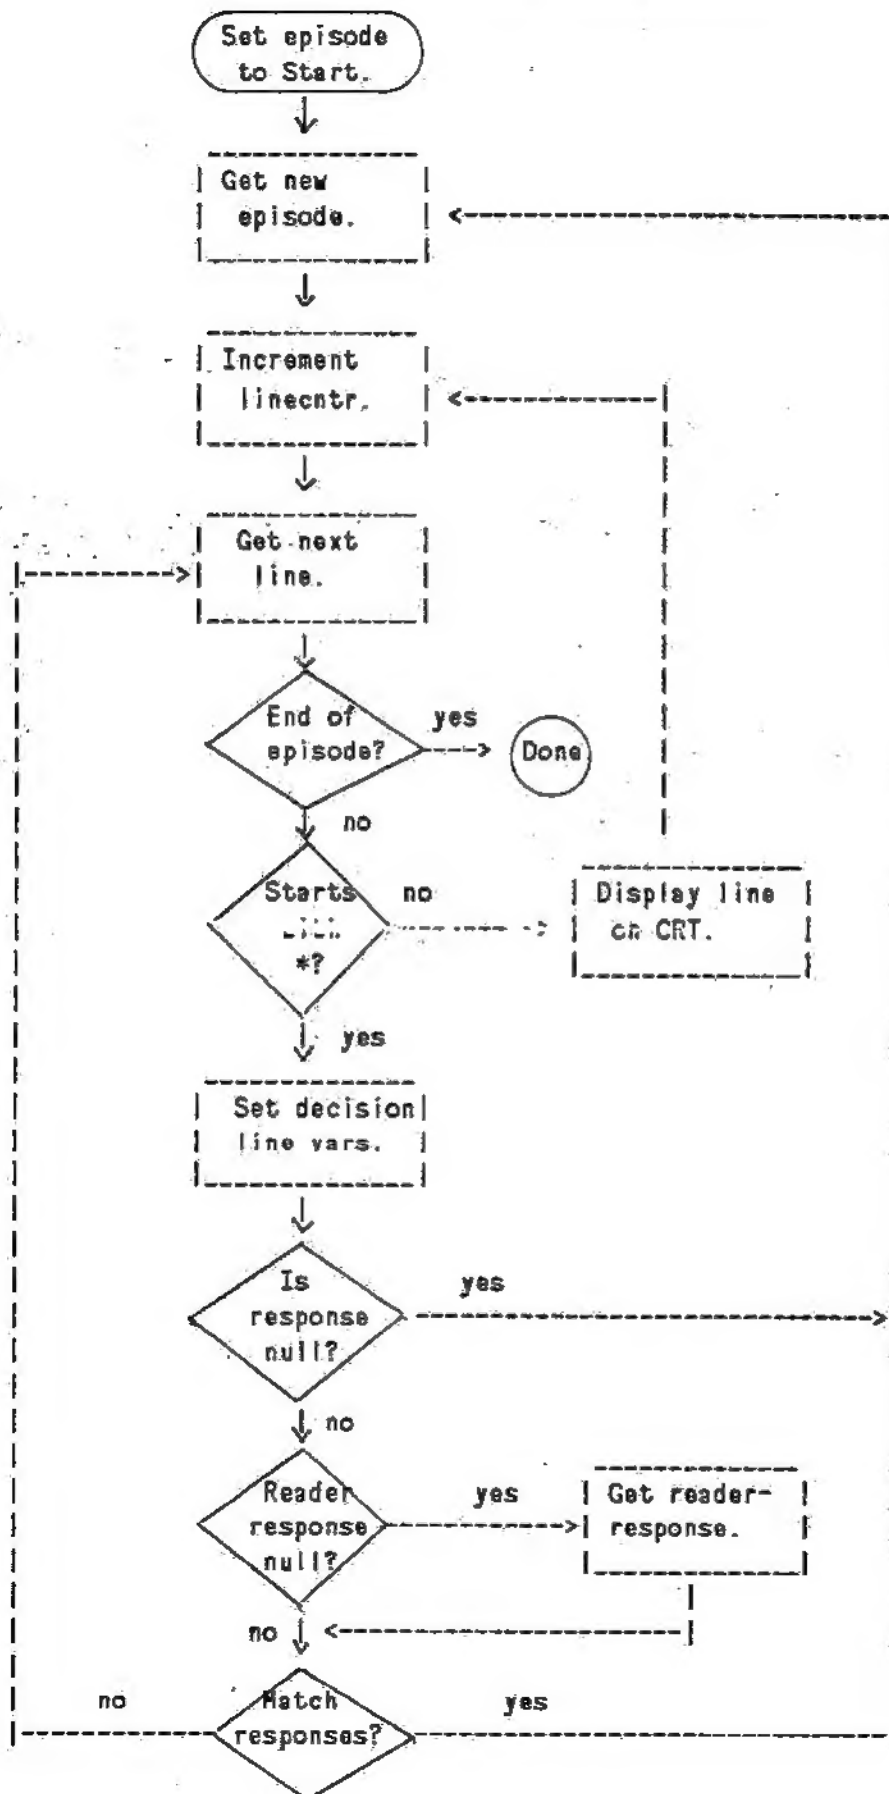 Set episode
to Start.
Get new
episode.
Increment
linecntr.
Get next
line.
End of
episode?
yes
Done
no
Starts
*?
no
Display line
on CRT.
yes
Set decision
line vars.
Is
response
null?
yes
no
Reader
response
null?
yes
Get reader-
response.
no
no
Match
responses?
yes